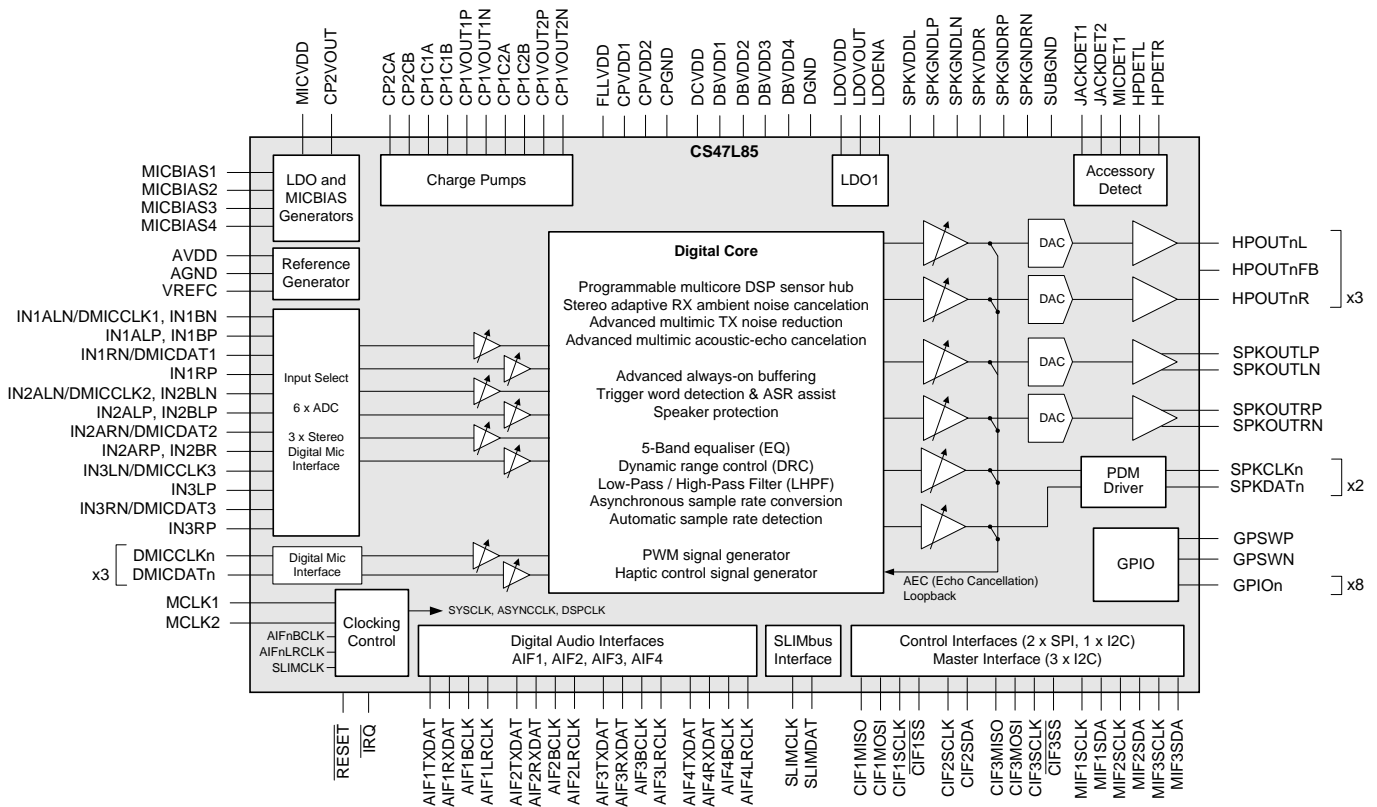 MICVDD
CP2VOUT
CP2CA
CP2CB
CP1C1A
CP1C1B
CP1VOUT1P
CP1VOUT1N
CP1C2A
CP1C2B
CP1VOUT2P
CP1VOUT2N
FLLVDD
CPVDD1
CPVDD2
CPGND
DCVDD
DBVDD1
DBVDD2
DBVDD3
DBVDD4
DGND
LDOVDD
LDOVOUT
LDOENA
SPKVDDL
SPKGNDLP
SPKGNDLN
SPKVDDR
SPKGNDRP
SPKGNDRN
SUBGND
JACKDET1
JACKDET2
MICDET1
HPDETL
HPDETR
CS47L85
MICBIAS1
MICBIAS2
MICBIAS3
MICBIAS4
LDO and
MICBIAS
Generators
Charge Pumps
LDO1
Accessory
Detect
AVDD
AGND
VREFC
Reference
Generator
IN1ALN/DMICCLK1, IN1BN
IN1ALP, IN1BP
IN1RN/DMICDAT1
IN1RP
IN2ALN/DMICCLK2, IN2BLN
IN2ALP, IN2BLP
IN2ARN/DMICDAT2
IN2ARP, IN2BR
IN3LN/DMICCLK3
IN3LP
IN3RN/DMICDAT3
IN3RP
Input Select
6 x ADC
3 x Stereo
Digital Mic
Interface
x3
DMICCLKn
DMICDATn
Digital Mic
Interface
Digital Core
Programmable multicore DSP sensor hub
Stereo adaptive RX ambient noise cancelation
Advanced multimic TX noise reduction
Advanced multimic acoustic-echo cancelation
Advanced always-on buffering
Trigger word detection & ASR assist
Speaker protection
5-Band equaliser (EQ)
Dynamic range control (DRC)
Low-Pass / High-Pass Filter (LHPF)
Asynchronous sample rate conversion
Automatic sample rate detection
PWM signal generator
Haptic control signal generator
DAC
DAC
DAC
DAC
HPOUTnL
HPOUTnFB
HPOUTnR
x3
SPKOUTLP
SPKOUTLN
SPKOUTRP
SPKOUTRN
PDM
Driver
SPKCLKn
SPKDATn
x2
GPIO
GPSWP
GPSWN
GPIOn
x8
AEC (Echo Cancellation)
Loopback
MCLK1
MCLK2
AIFnBCLK
AIFnLRCLK
SLIMCLK
Clocking
Control
SYSCLK, ASYNCCLK, DSPCLK
Digital Audio Interfaces
AIF1, AIF2, AIF3, AIF4
SLIMbus
Interface
Control Interfaces (2 x SPI, 1 x I2C)
Master Interface (3 x I2C)
RESET
IRQ
AIF1TXDAT
AIF1RXDAT
AIF1BCLK
AIF1LRCLK
AIF2TXDAT
AIF2RXDAT
AIF2BCLK
AIF2LRCLK
AIF3TXDAT
AIF3RXDAT
AIF3BCLK
AIF3LRCLK
AIF4TXDAT
AIF4RXDAT
AIF4BCLK
AIF4LRCLK
SLIMCLK
SLIMDAT
CIF1MISO
CIF1MOSI
CIF1SCLK
CIF1SS
CIF2SCLK
CIF2SDA
CIF3MISO
CIF3MOSI
CIF3SCLK
CIF3SS
MIF1SCLK
MIF1SDA
MIF2SCLK
MIF2SDA
MIF3SCLK
MIF3SDA